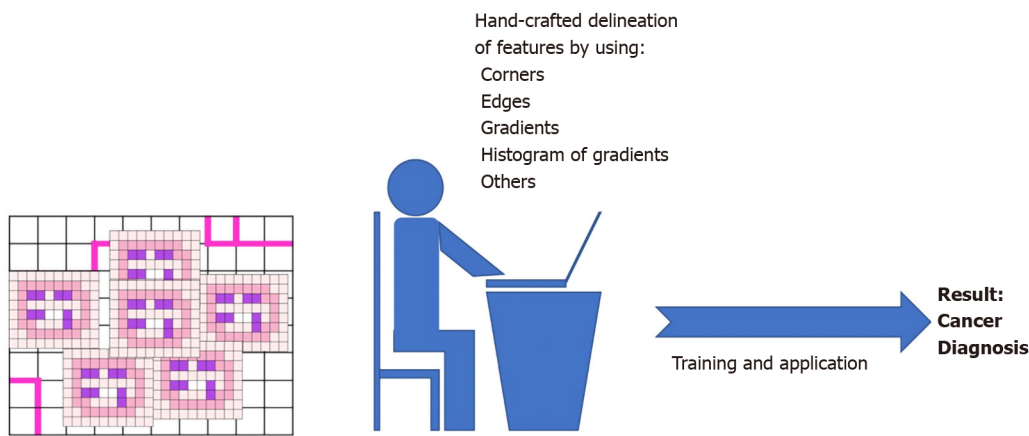 Hand-crafted delineation
of features by using:
Corners
Edges
Gradients
Histogram of gradients
Others
Training and application
Result:
Cancer
Diagnosis